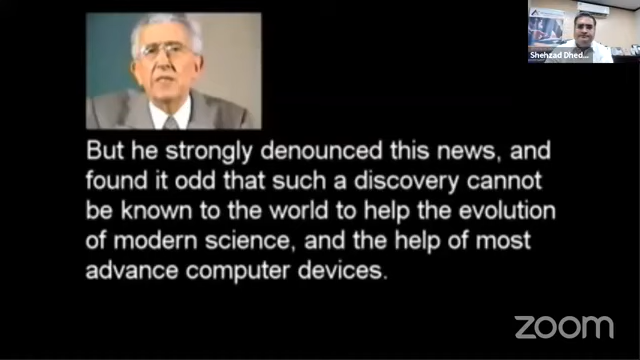 Shehzad Dhed...
But he strongly denounced this news, and
found it odd that such a discovery cannot
be known to the world to help the evolution
of modern science, and the help of most
advance computer devices.
zoom